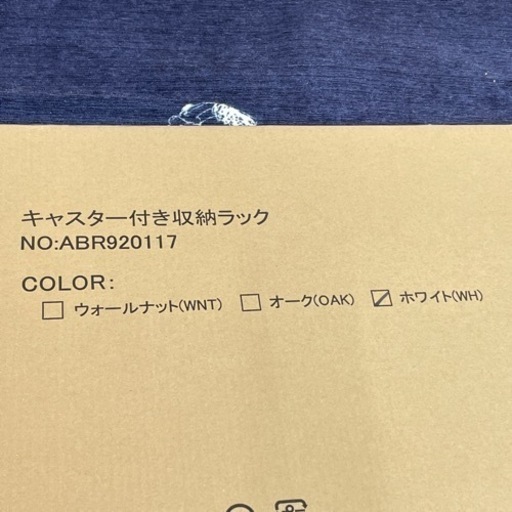 キャスター付き収納ラック
NO:ABR920117
COLOR:
ウォールナット(WNT) オーク(OAK) ホワイト(WH)